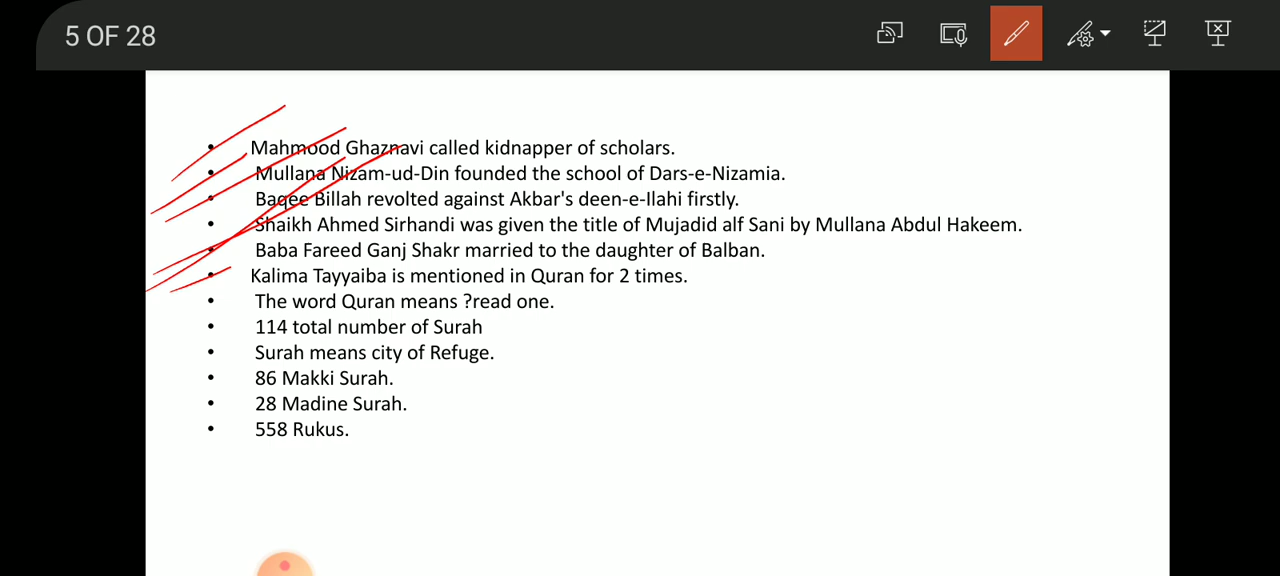 5 OF 28
• Mahmood Ghaznavi called kidnapper of scholars.
• Mullana Nizam-ud-Din founded the school of Dars-e-Nizamia.
• Baqee Billah revolted against Akbar's deen-e-Ilahi firstly.
• Shaikh Ahmed Sirhandi was given the title of Mujadid alf Sani by Mullana Abdul Hakeem.
• Baba Fareed Ganj Shakr married to the daughter of Balban.
• Kalima Tayyaiba is mentioned in Quran for 2 times.
• The word Quran means ?read one.
• 114 total number of Surah
• Surah means city of Refuge.
• 86 Makki Surah.
• 28 Madine Surah.
• 558 Rukus.